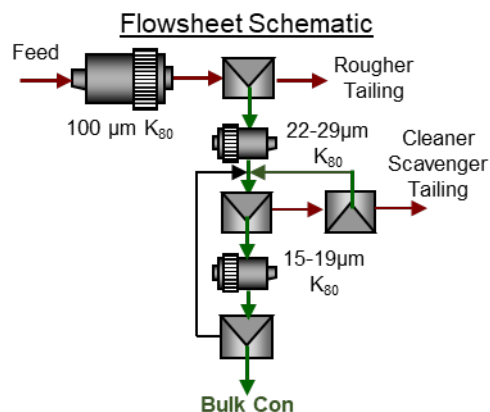 Flowsheet Schematic
Feed
Rougher
Tailing
100 µm K₈₀
22-29µm
K₈₀
Cleaner
Scavenger
Tailing
15-19µm
K₈₀
Bulk Con